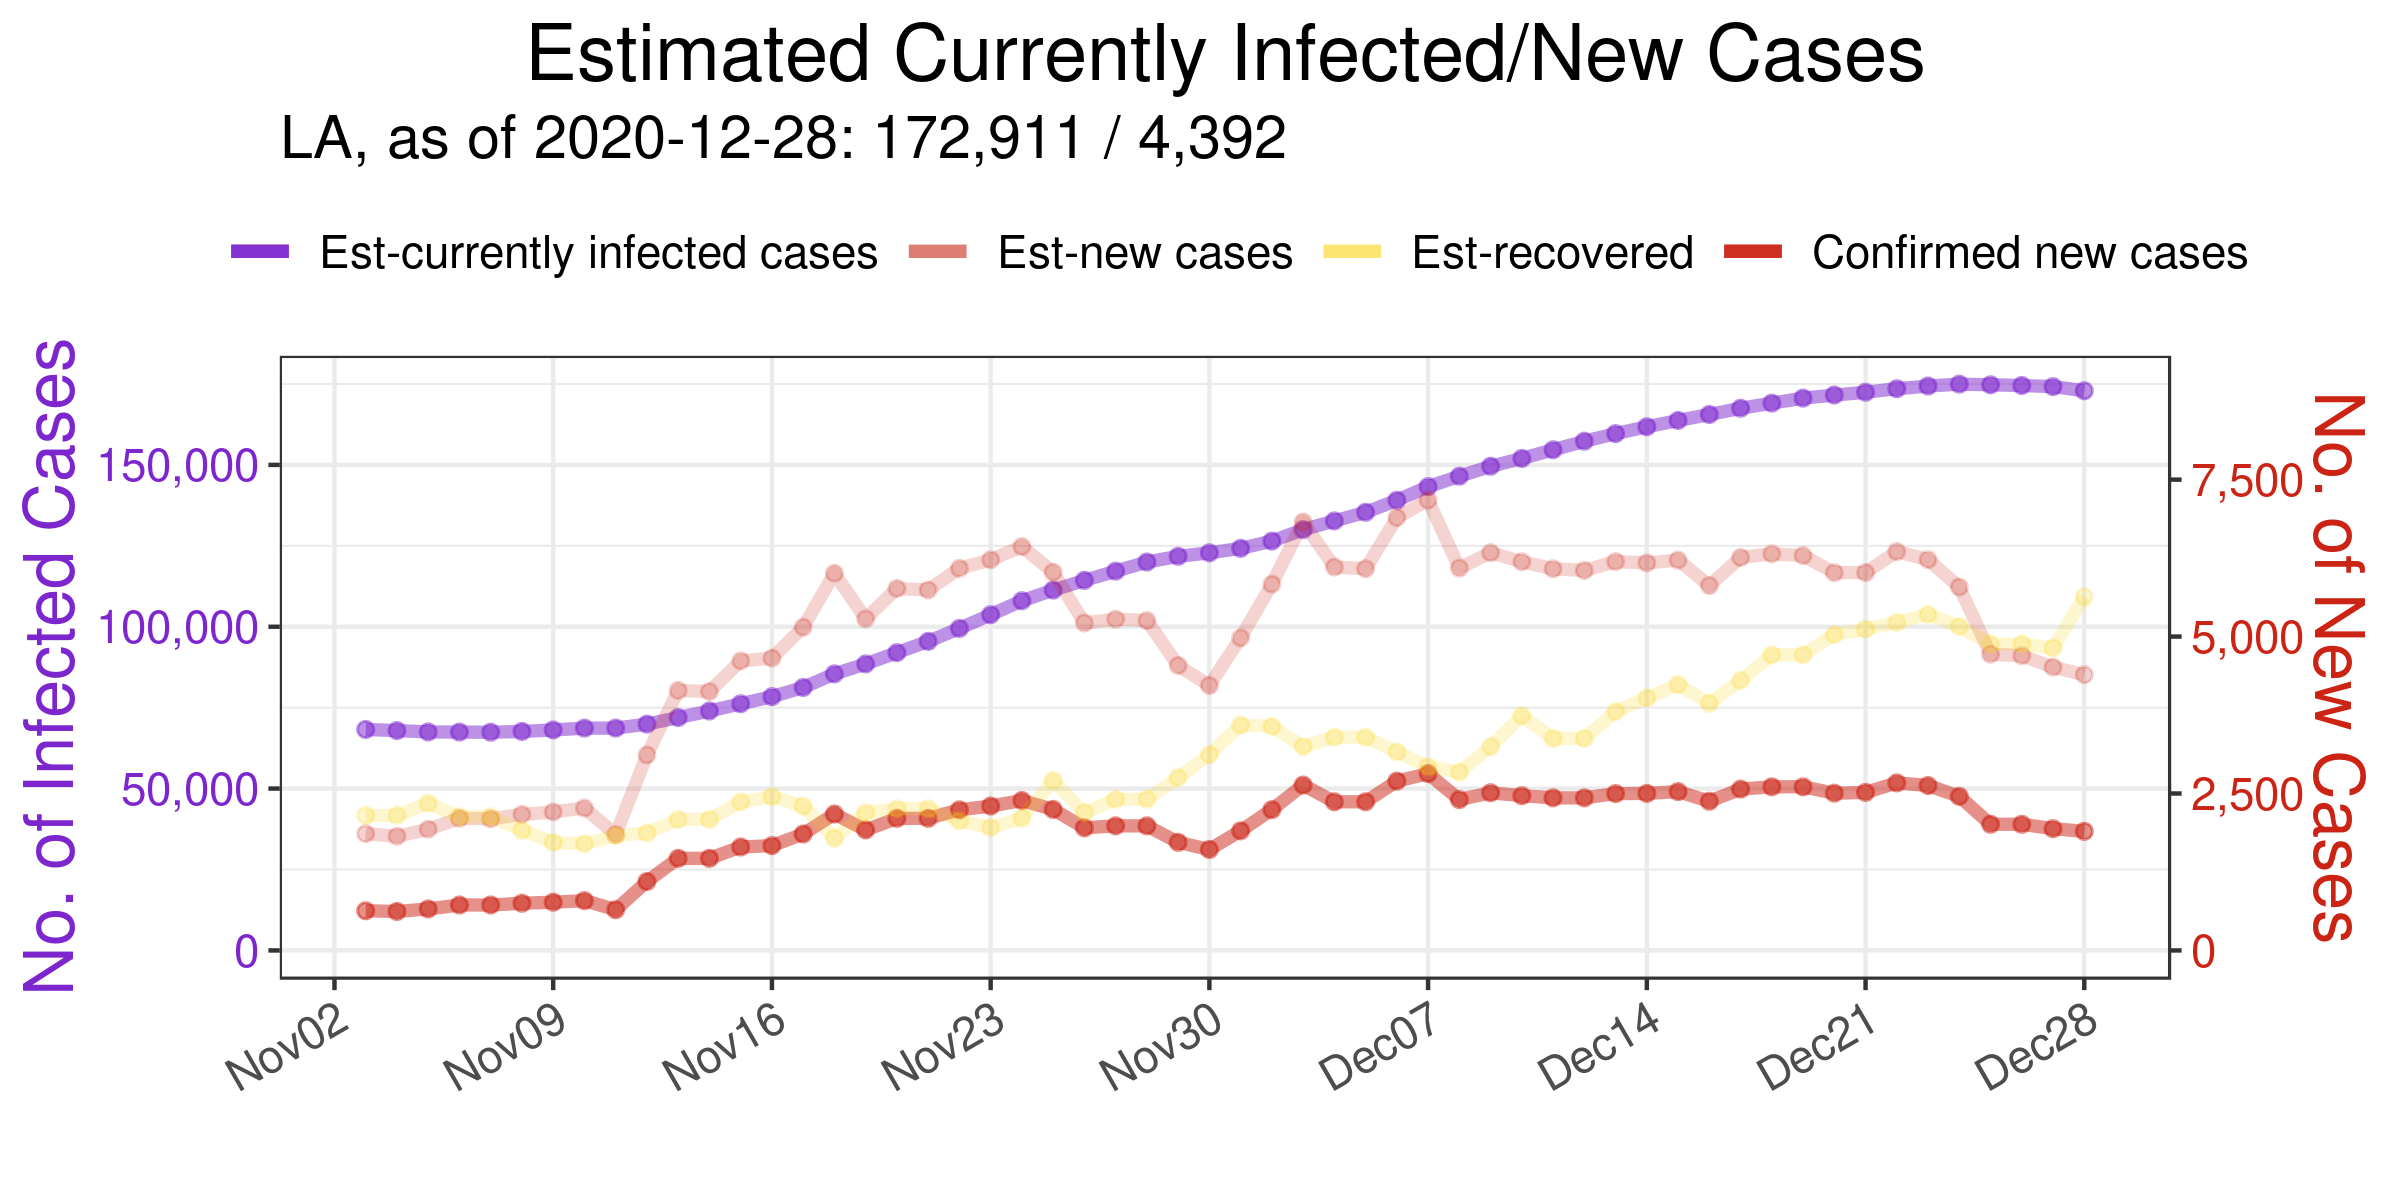 Estimated Currently Infected/New Cases
LA, as of 2020-12-28: 172,911 / 4,392
Est-currently infected cases Est-new cases Est-recovered Confirmed new cases
No. of Infected Cases
150,000
100,000
50,000
0
7,500
5,000
2,500
0
No. of New Cases
Nov02 Nov09 Nov16 Nov23 Nov30 Dec07 Dec14 Dec21 Dec28